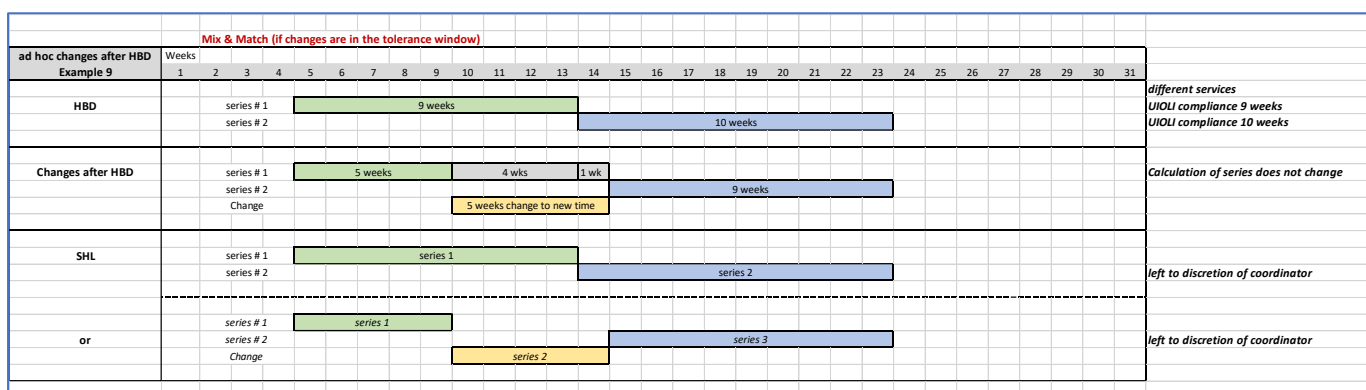 Mix & Match (if changes are in the tolerance window)
ad hoc changes after HBD Weeks
Example 9 1 2 3 4 5 6 7 8 9 10 11 12 13 14 15 16 17 18 19 20 21 22 23 24 25 26 27 28 29 30 31
different services
HBD series # 1 9 weeks UIOLI compliance 9 weeks
series # 2 10 weeks UIOLI compliance 10 weeks
Changes after HBD series # 1 5 weeks 4 wks 1 wk Calculation of series does not change
series # 2 9 weeks
Change 5 weeks change to new time
SHL series # 1 series 1
series # 2 series 2 left to discretion of coordinator
series # 1 series 1
or series # 2 series 3 left to discretion of coordinator
Change series 2